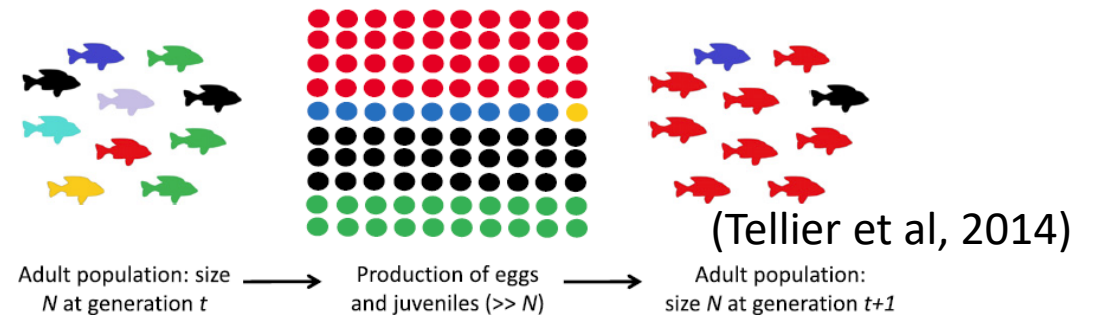 (Tellier et al, 2014)
Adult population: size
N at generation t
Production of eggs
and juveniles (>> N)
Adult population:
size N at generation t+1